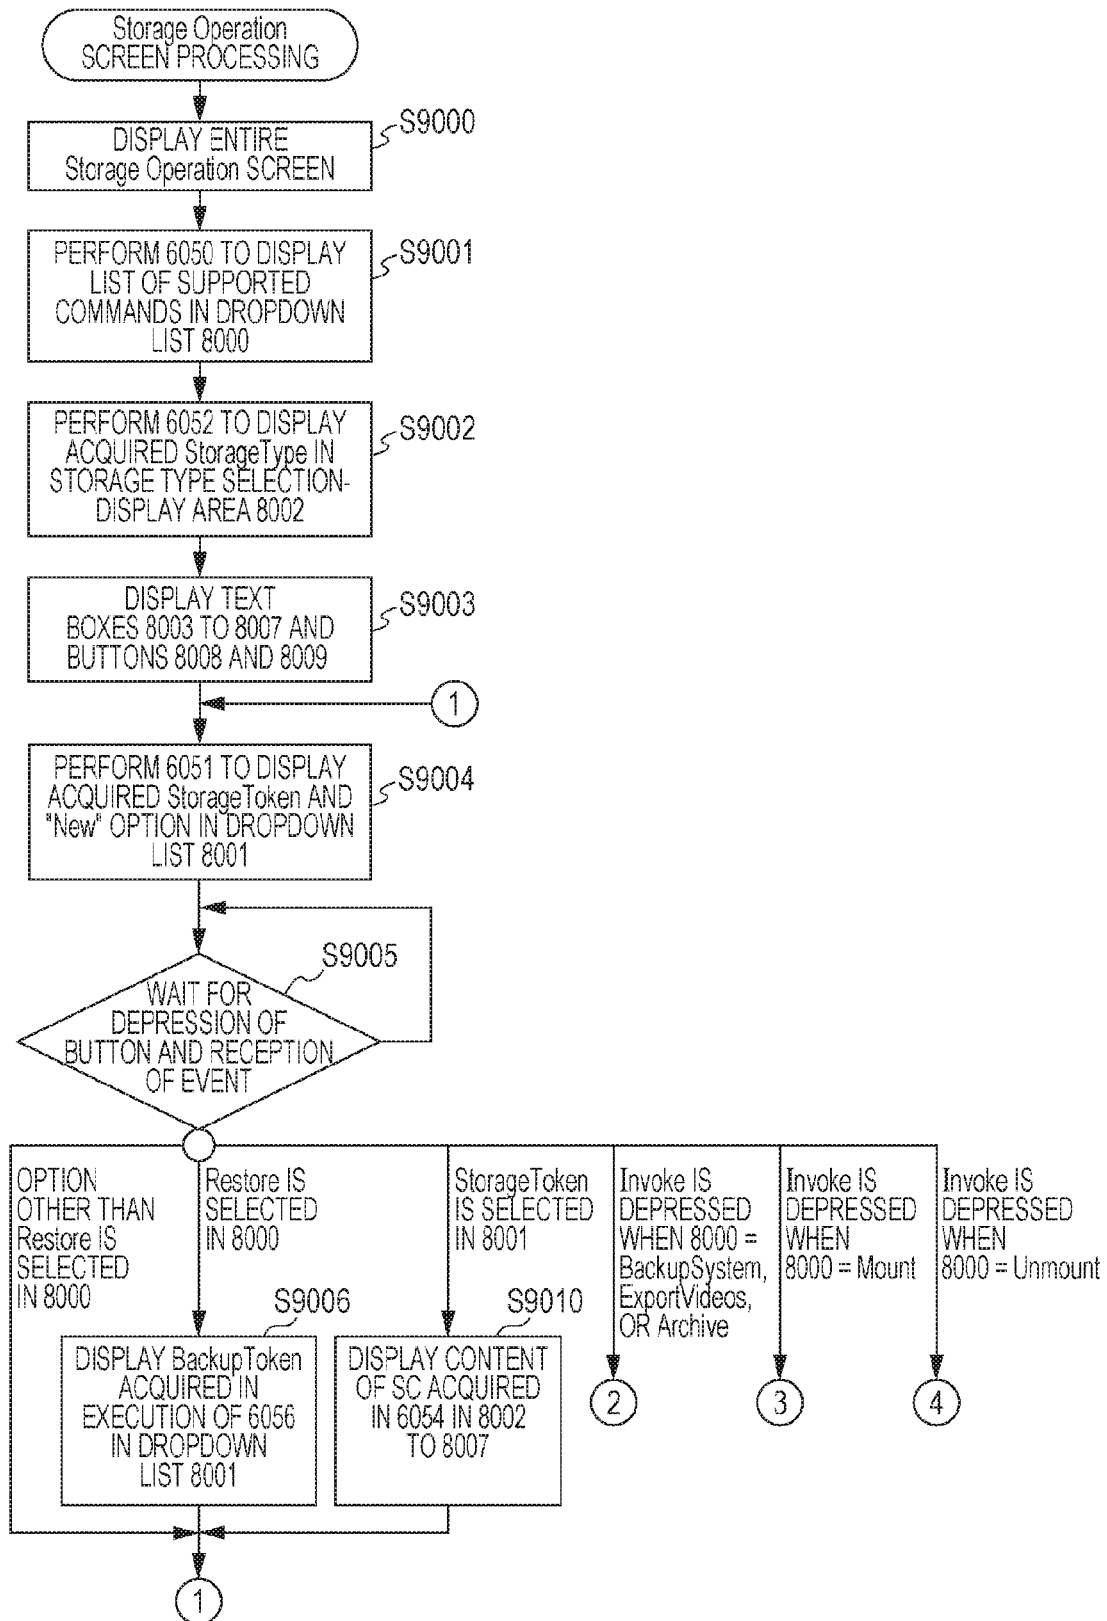 Storage Operation
SCREEN PROCESSING
S9000
DISPLAY ENTIRE
Storage Operation SCREEN
S9001
PERFORM 6050 TO DISPLAY
LIST OF SUPPORTED
COMMANDS IN DROPDOWN
LIST 8000
S9002
PERFORM 6052 TO DISPLAY
ACQUIRED StorageType IN
STORAGE TYPE SELECTION-
DISPLAY AREA 8002
S9003
DISPLAY TEXT
BOXES 8003 TO 8007 AND
BUTTONS 8008 AND 8009
1
S9004
PERFORM 6051 TO DISPLAY
ACQUIRED StorageToken AND
"New" OPTION IN DROPDOWN
LIST 8001
S9005
WAIT FOR
DEPRESSION OF
BUTTON AND RECEPTION
OF EVENT
OPTION
OTHER THAN
Restore IS
SELECTED
IN 8000
Restore IS
SELECTED
IN 8000
StorageToken
IS SELECTED
IN 8001
Invoke IS
DEPRESSED
WHEN 8000 =
BackupSystem,
ExportVideos,
OR Archive
Invoke IS
DEPRESSED
WHEN
8000 = Mount
Invoke IS
DEPRESSED
WHEN
8000 = Unmount
S9006
DISPLAY BackupToken
ACQUIRED IN
EXECUTION OF 6056
IN DROPDOWN
LIST 8001
S9010
DISPLAY CONTENT
OF SC ACQUIRED
IN 6054 IN 8002
TO 8007
2
3
4
1